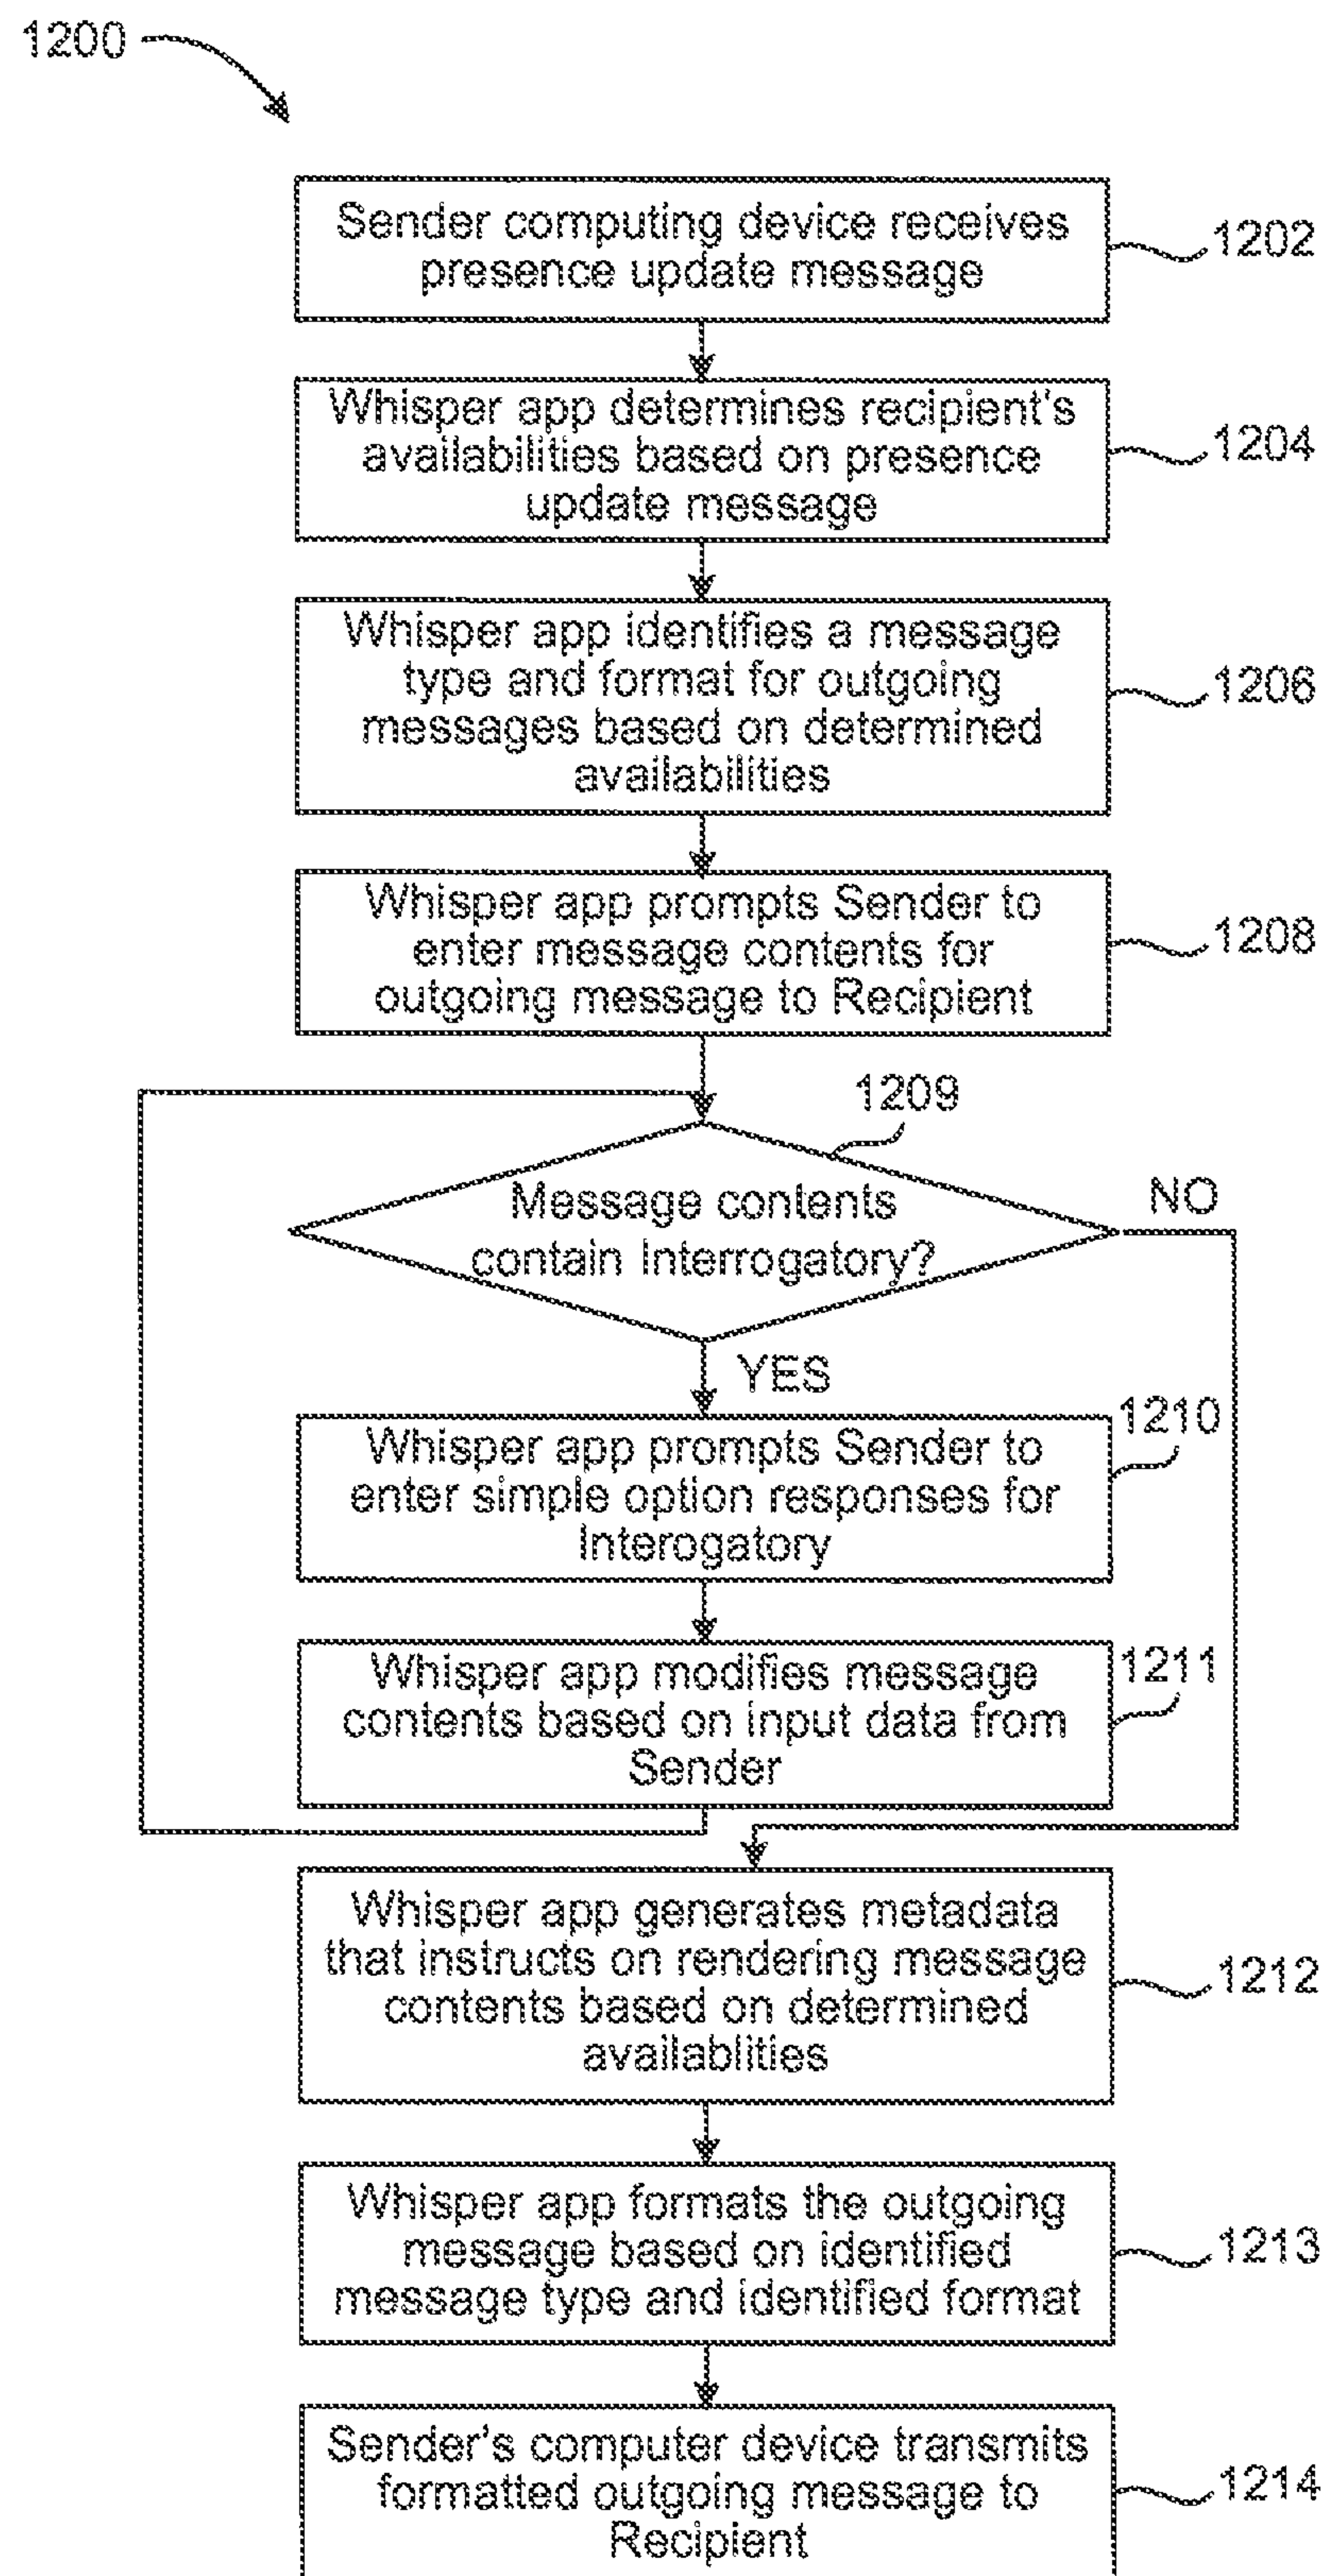 1200
Sender computing device receives
presence update message
1202
Whisper app determines recipient's
availabilities based on presence
update message
1204
Whisper app identifies a message
type and format for outgoing
messages based on determined
availabilities
1206
Whisper app prompts Sender to
enter message contents for
outgoing message to Recipient
1208
1209
Message contents
contain Interrogatory?
NO
YES
1210
Whisper app prompts Sender to
enter simple option responses for
Interogatory
1211
Whisper app modifies message
contents based on input data from
Sender
Whisper app generates metadata
that instructs on rendering message
contents based on determined
availablities
1212
Whisper app formats the outgoing
message based on identified
message type and identified format
1213
Sender's computer device transmits
formatted outgoing message to
Recipient
1214